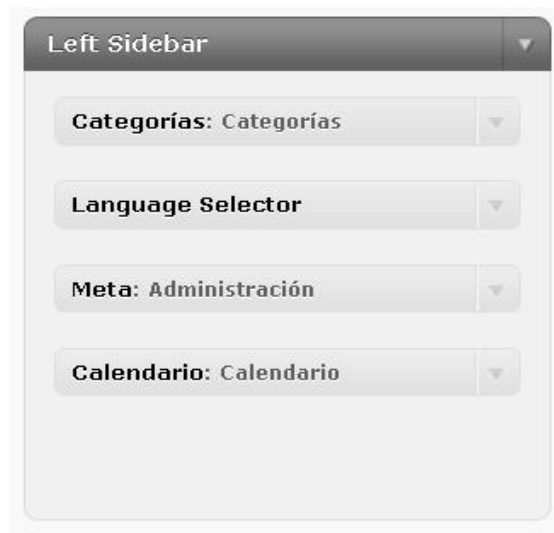 Left Sidebar
Categorías: Categorías
Language Selector
Meta: Administración
Calendario: Calendario